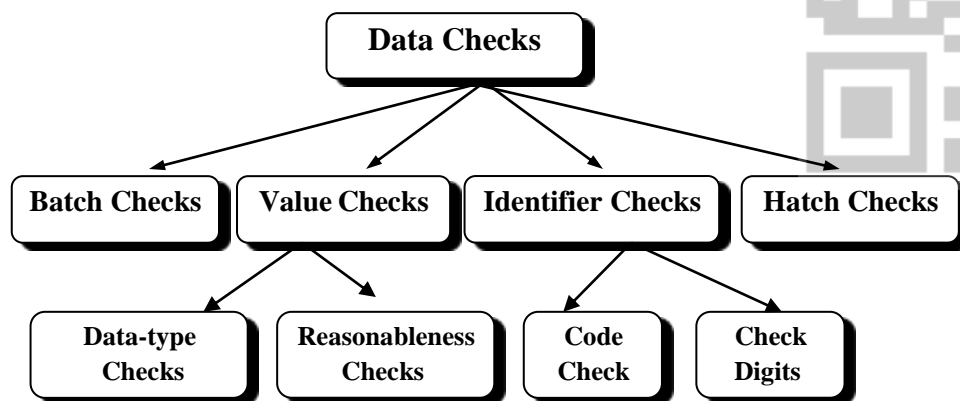 Data Checks
Batch Checks
Value Checks
Identifier Checks
Hatch Checks
Data-type
Checks
Reasonableness
Checks
Code
Check
Check
Digits